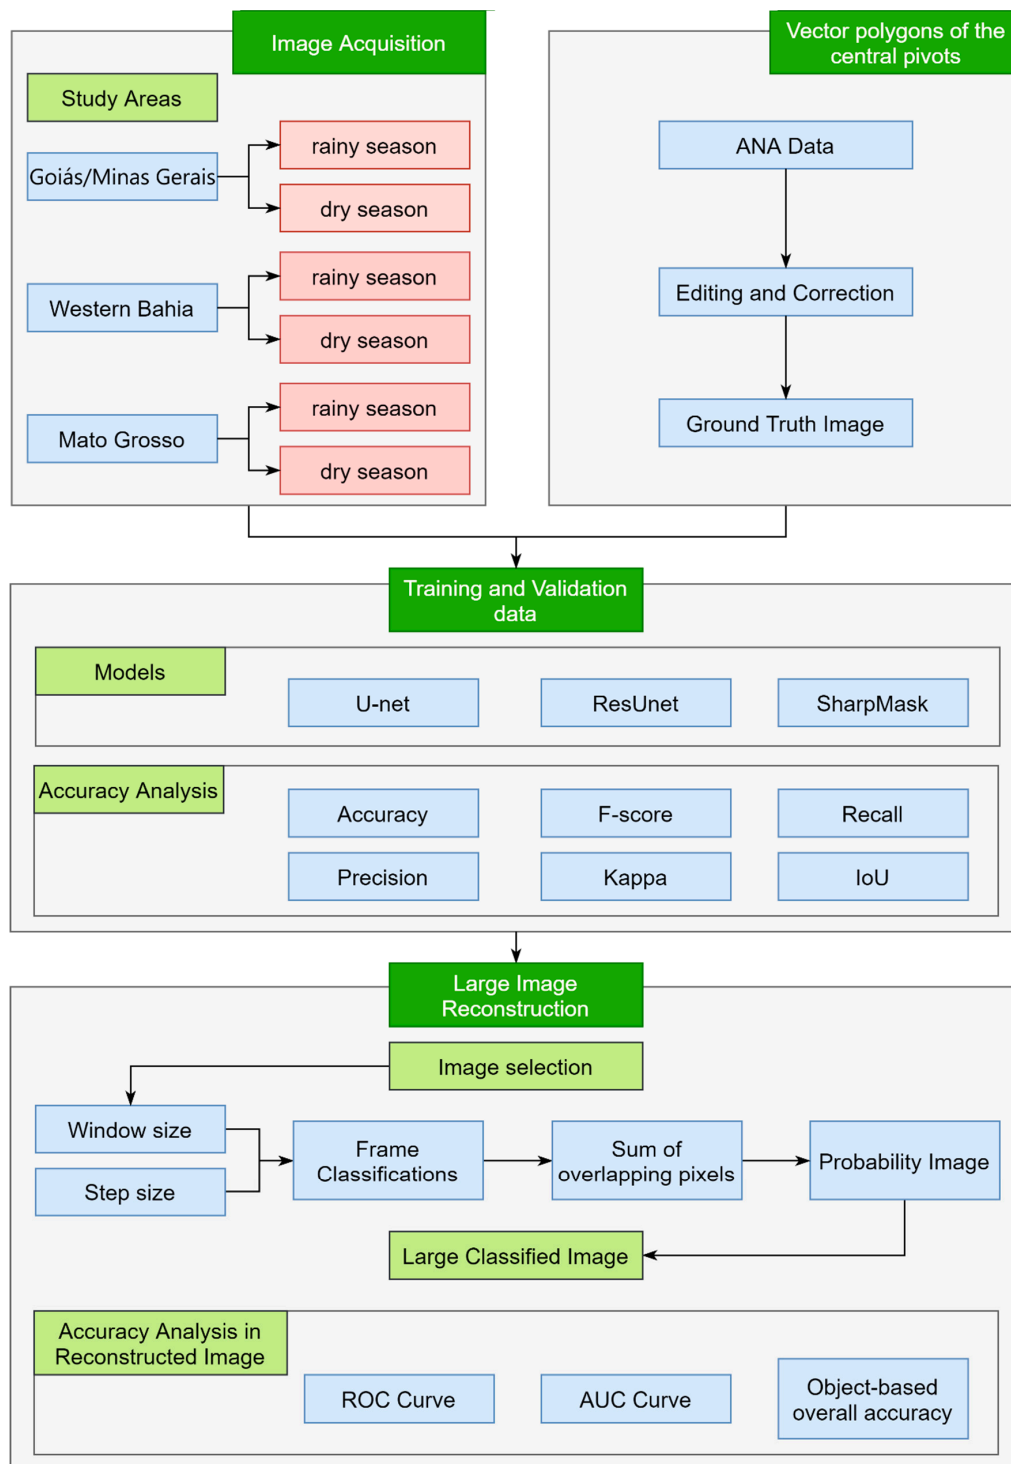 Image Acquisition
Study Areas
Goiás/Minas Gerais
rainy season
dry season
Western Bahia
rainy season
dry season
Mato Grosso
rainy season
dry season
Vector polygons of the
central pivots
ANA Data
Editing and Correction
Ground Truth Image
Training and Validation
data
Models
U-net
ResUnet
SharpMask
Accuracy Analysis
Accuracy
F-score
Recall
Precision
Kappa
IoU
Large Image
Reconstruction
Image selection
Window size
Step size
Frame
Classifications
Sum of
overlapping pixels
Probability Image
Large Classified Image
Accuracy Analysis in
Reconstructed Image
ROC Curve
AUC Curve
Object-based
overall accuracy